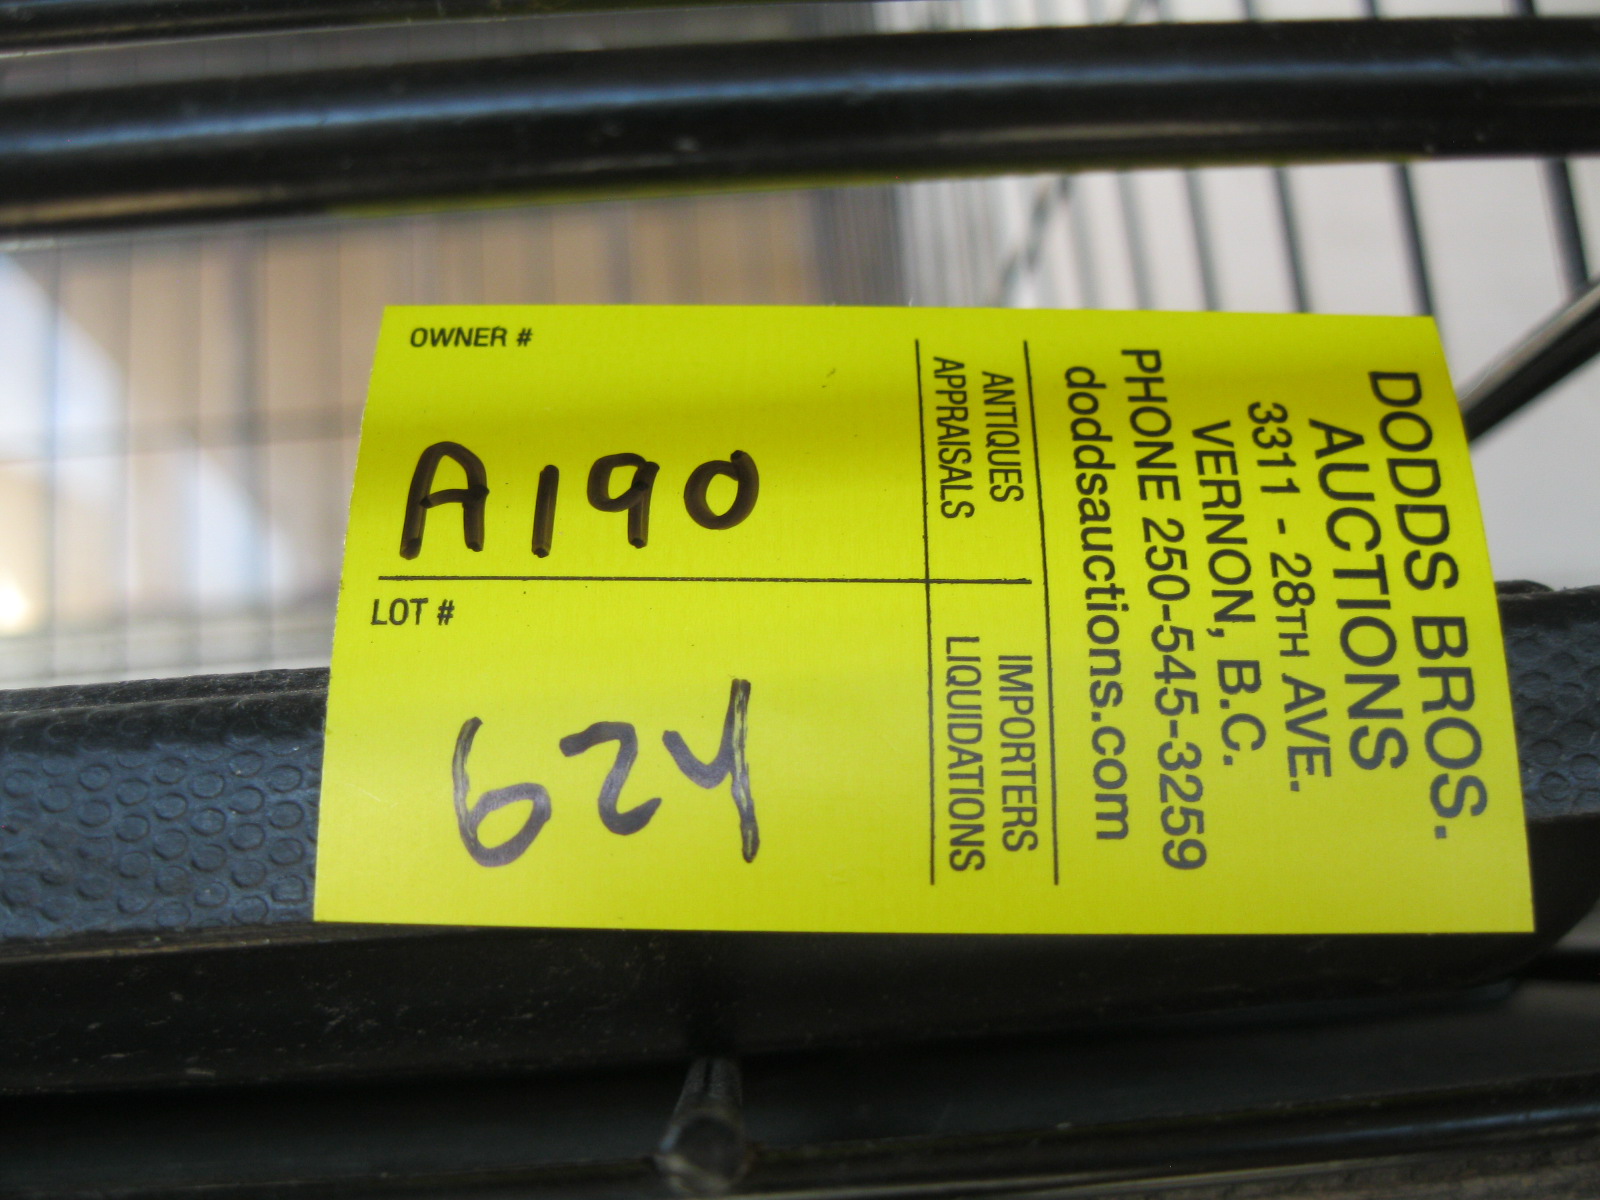 OWNER #
A190
LOT #
624
DODDS BROS.
AUCTIONS
3311 - 28TH AVE.
VERNON, B.C.
PHONE 250-545-3259
doddsauctions.com
ANTIQUES IMPORTERS
APPRAISALS LIQUIDATIONS